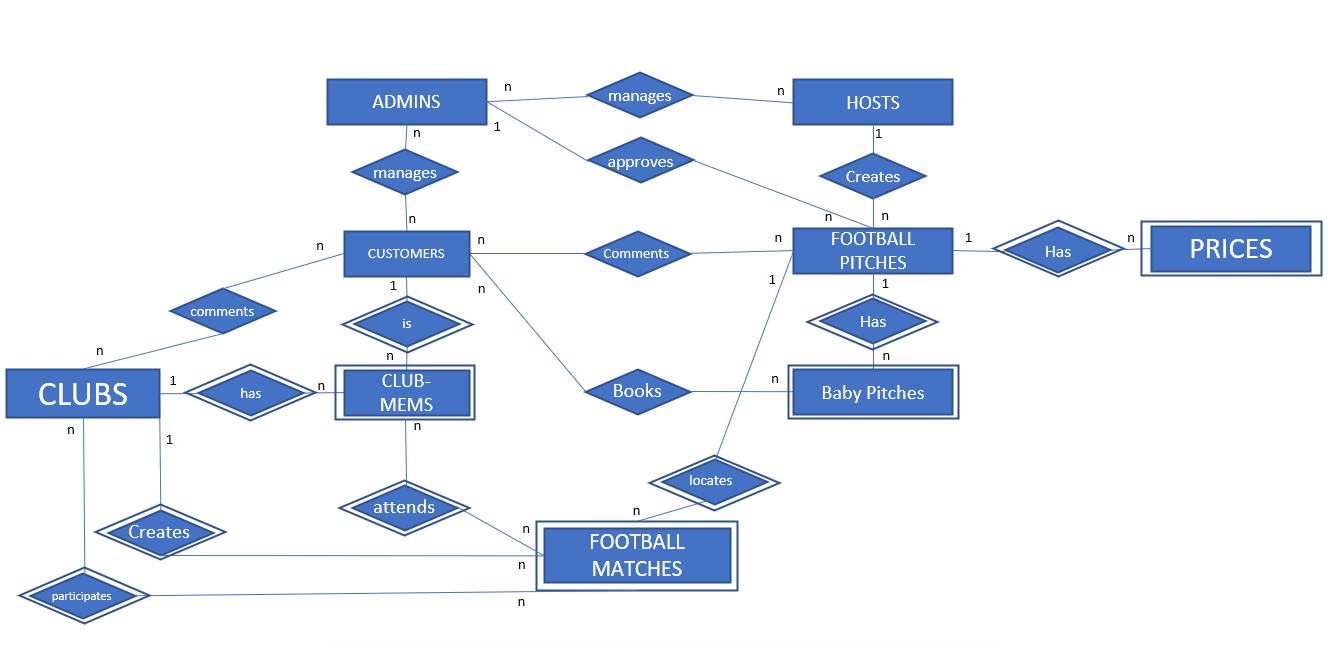 n
manages
n
ADMINS
HOSTS
1
n
1
manages
approves
Creates
n
n
n
n
n
n
1
n
CUSTOMERS
Comments
FOOTBALL
PITCHES
Has
PRICES
1
n
1
1
comments
is
Has
n
n
n
1
n
n
CLUBS
has
CLUB-
MEMS
Books
Baby Pitches
n
1
n
locates
attends
n
Creates
n
FOOTBALL
MATCHES
n
participates
n